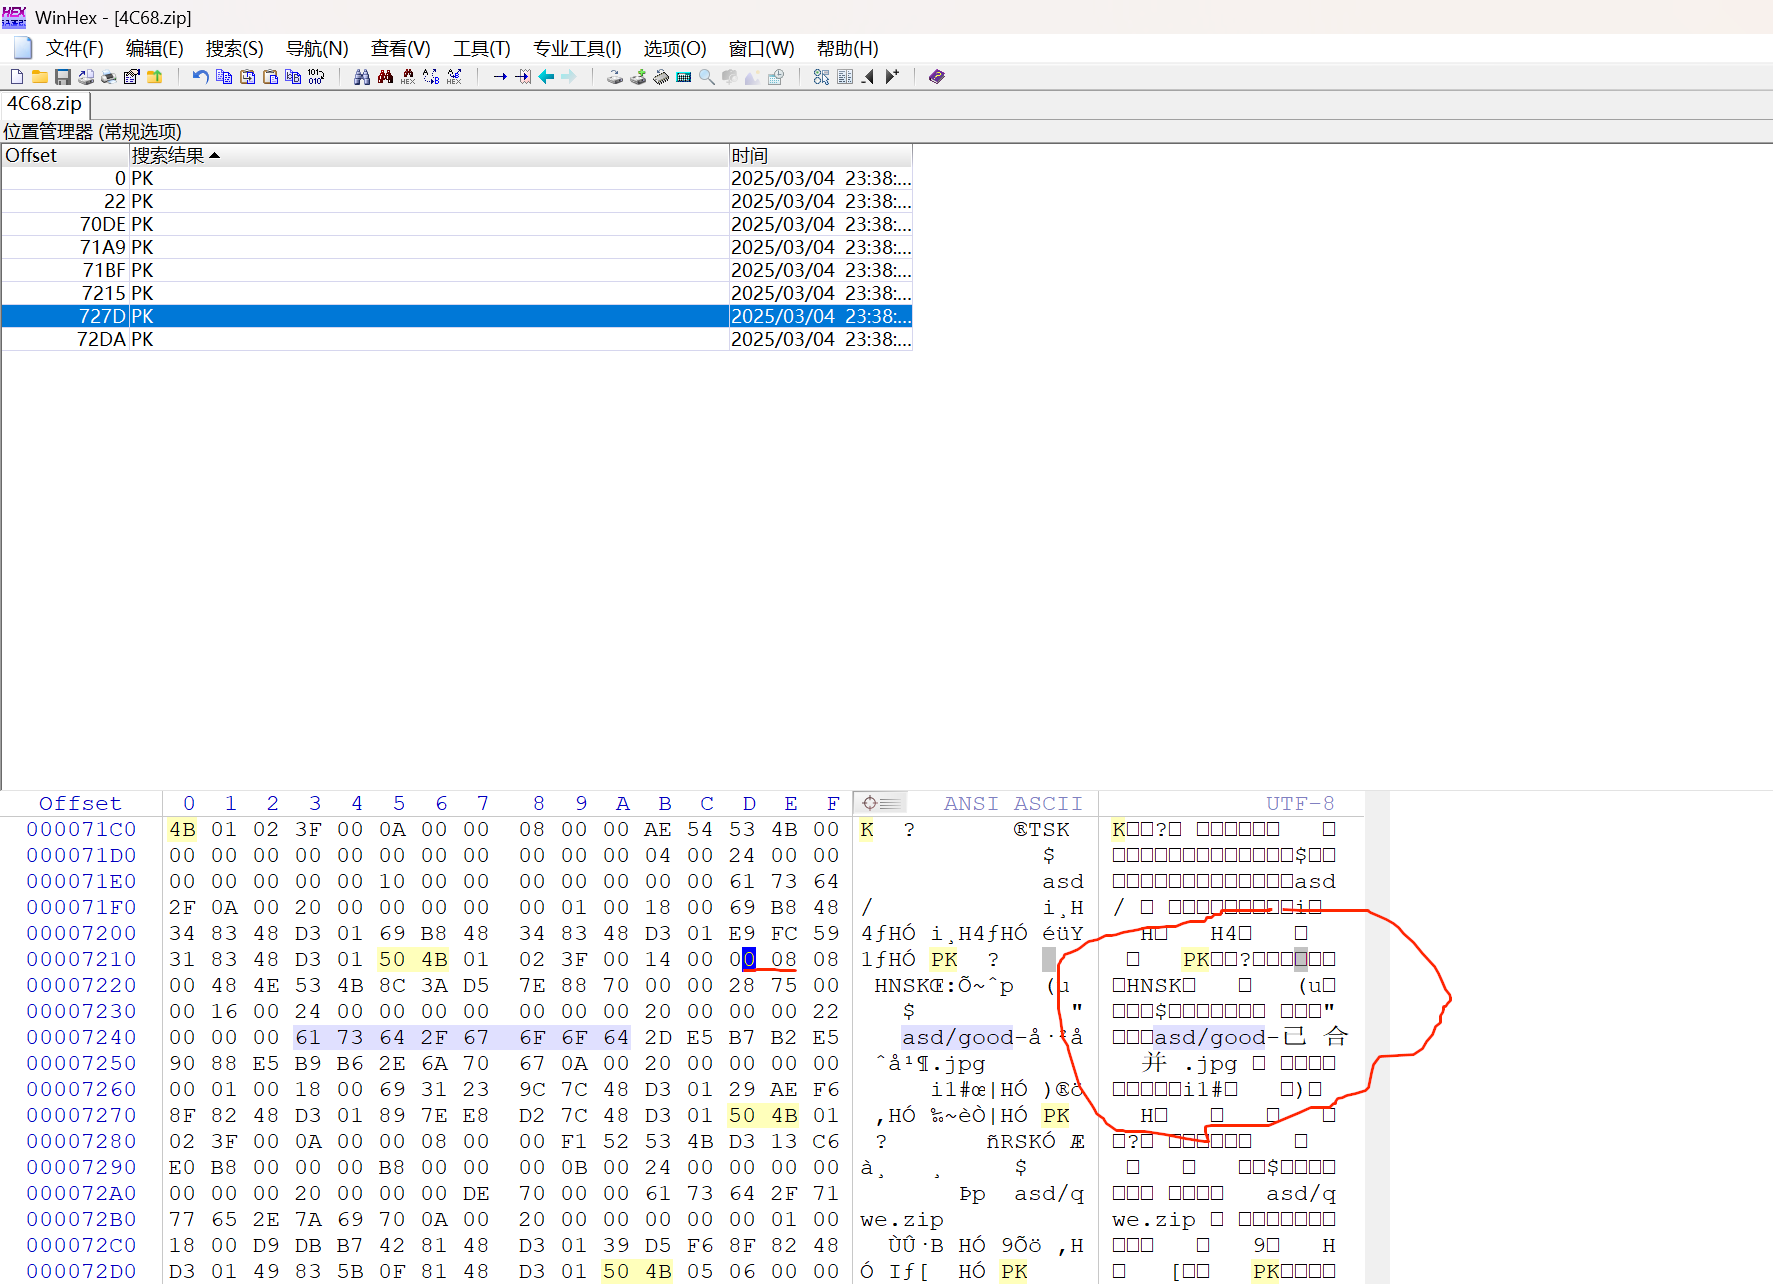 WinHex - [4C68.zip]
文件(F) 编辑(E) 搜索(S) 导航(N) 查看(V) 工具(T) 专业工具(I) 选项(O) 窗口(W) 帮助(H)
4C68.zip
位置管理器 (常规选项)
Offset 搜索结果 时间
0 PK 2025/03/04 23:38:...
22 PK 2025/03/04 23:38:...
70DE PK 2025/03/04 23:38:...
71A9 PK 2025/03/04 23:38:...
71BF PK 2025/03/04 23:38:...
7215 PK 2025/03/04 23:38:...
727D PK 2025/03/04 23:38:...
72DA PK 2025/03/04 23:38:...
Offset 0 1 2 3 4 5 6 7 8 9 A B C D E F ANSI ASCII UTF-8
000071C0 4B 01 02 3F 00 0A 00 00 08 00 00 AE 54 53 4B 00 K ? ®TSK K□□?□ □□□□□□ □
000071D0 00 00 00 00 00 00 00 00 00 00 00 04 00 24 00 00 $ □□□□□□□□□□□□□$□□
000071E0 00 00 00 00 00 10 00 00 00 00 00 00 00 61 73 64 asd □□□□□□□□□□□□□asd
000071F0 2F 0A 00 20 00 00 00 00 00 01 00 18 00 69 B8 48 / i¸H / □ □□□□□□□□□i□
00007200 34 83 48 D3 01 69 B8 48 34 83 48 D3 01 E9 FC 59 4ƒHÓ i¸H4ƒHÓ éüY H□ H4□ □
00007210 31 83 48 D3 01 50 4B 01 02 3F 00 14 00 00 08 08 1ƒHÓ PK ? □ PK□□?□□□□□□
00007220 00 48 4E 53 4B 8C 3A D5 7E 88 70 00 00 28 75 00 HNSKŒ:Õ~ˆp (u □HNSK□ □ (u□
00007230 00 16 00 24 00 00 00 00 00 00 00 20 00 00 00 22 $ " □□□$□□□□□□□ □□□"
00007240 00 00 00 61 73 64 2F 67 6F 6F 64 2D E5 B7 B2 E5 asd/good-å·²å □□□asd/good-已 合
00007250 90 88 E5 B9 B6 2E 6A 70 67 0A 00 20 00 00 00 00 ˆå¹¶.jpg 并 .jpg □ □□□□
00007260 00 01 00 18 00 69 31 23 9C 7C 48 D3 01 29 AE F6 i1#œ|HÓ )®ö □□□□□i1#□ □)□
00007270 8F 82 48 D3 01 89 7E E8 D2 7C 48 D3 01 50 4B 01 ‚HÓ ‰~èÒ|HÓ PK H□ □ □ □
00007280 02 3F 00 0A 00 00 08 00 00 F1 52 53 4B D3 13 C6 ? ñRSKÓ Æ □?□ □□□□□□ □
00007290 E0 B8 00 00 00 B8 00 00 00 0B 00 24 00 00 00 00 à¸ ¸ $ □ □ □□$□□□□
000072A0 00 00 00 20 00 00 00 DE 70 00 00 61 73 64 2F 71 Þp asd/q □□□ □□□□ asd/q
000072B0 77 65 2E 7A 69 70 0A 00 20 00 00 00 00 00 01 00 we.zip we.zip □ □□□□□□□
000072C0 18 00 D9 DB B7 42 81 48 D3 01 39 D5 F6 8F 82 48 ÙÛ·B HÓ 9Õö ‚H □□□ □ 9□ H
000072D0 D3 01 49 83 5B 0F 81 48 D3 01 50 4B 05 06 00 00 Ó Iƒ[ HÓ PK □ [□□ PK□□□□